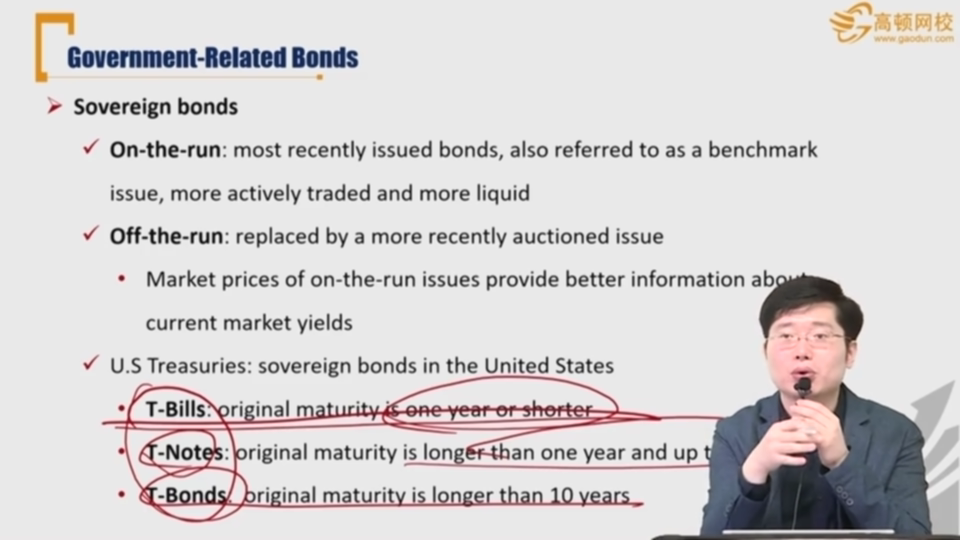 高顿网校
www.gaodun.com
Government-Related Bonds
Sovereign bonds
On-the-run: most recently issued bonds, also referred to as a benchmark
issue, more actively traded and more liquid
Off-the-run: replaced by a more recently auctioned issue
Market prices of on-the-run issues provide better information about
current market yields
U.S Treasuries: sovereign bonds in the United States
T-Bills: original maturity is one year or shorter
T-Notes: original maturity is longer than one year and up
T-Bonds: original maturity is longer than 10 years